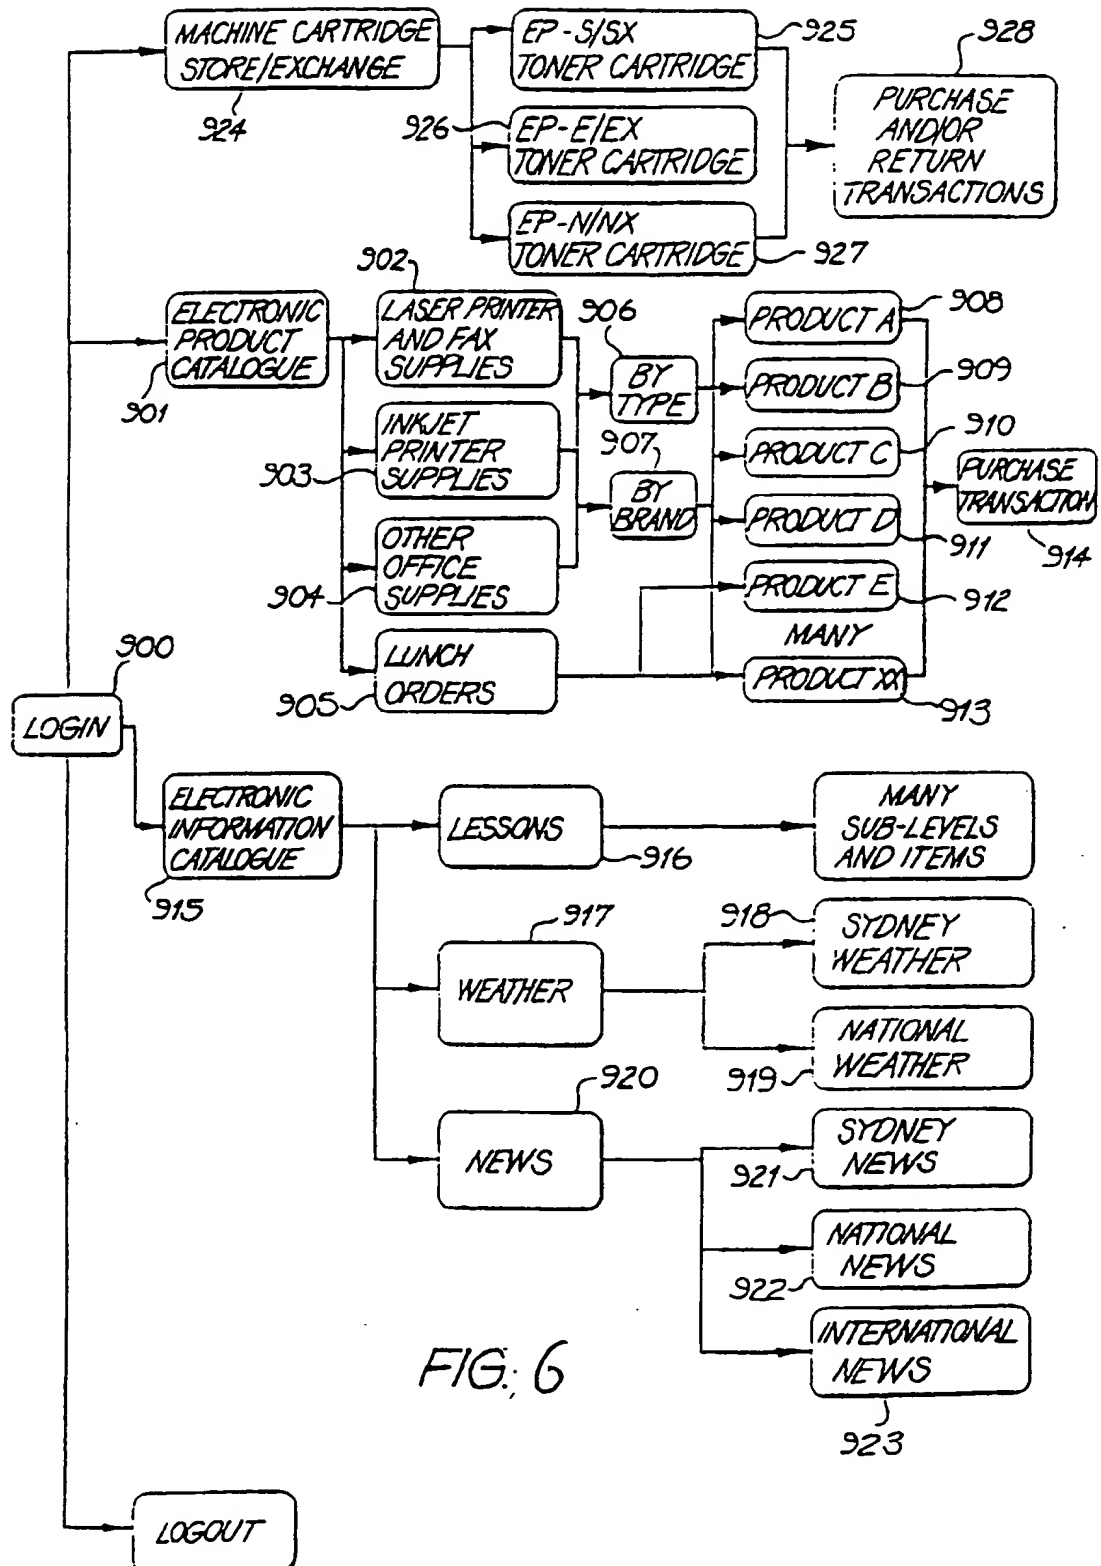 MACHINE CARTRIDGE
STORE/EXCHANGE
924
EP-S/SX
TONER CARTRIDGE
925
926
EP-E/EX
TONER CARTRIDGE
EP-N/NX
TONER CARTRIDGE
927
928
PURCHASE
AND/OR
RETURN
TRANSACTIONS
ELECTRONIC
PRODUCT
CATALOGUE
901
902
LASER PRINTER
AND FAX
SUPPLIES
INKJET
PRINTER
SUPPLIES
903
OTHER
OFFICE
SUPPLIES
904
LUNCH
ORDERS
905
906
BY
TYPE
907
BY
BRAND
PRODUCT A
908
PRODUCT B
909
PRODUCT C
910
PRODUCT D
911
PRODUCT E
912
MANY
PRODUCT XX
913
PURCHASE
TRANSACTION
914
900
LOGIN
ELECTRONIC
INFORMATION
CATALOGUE
915
LESSONS
916
MANY
SUB-LEVELS
AND ITEMS
917
WEATHER
918
SYDNEY
WEATHER
NATIONAL
WEATHER
919
920
NEWS
SYDNEY
NEWS
921
NATIONAL
NEWS
922
INTERNATIONAL
NEWS
923
FIG. 6
LOGOUT